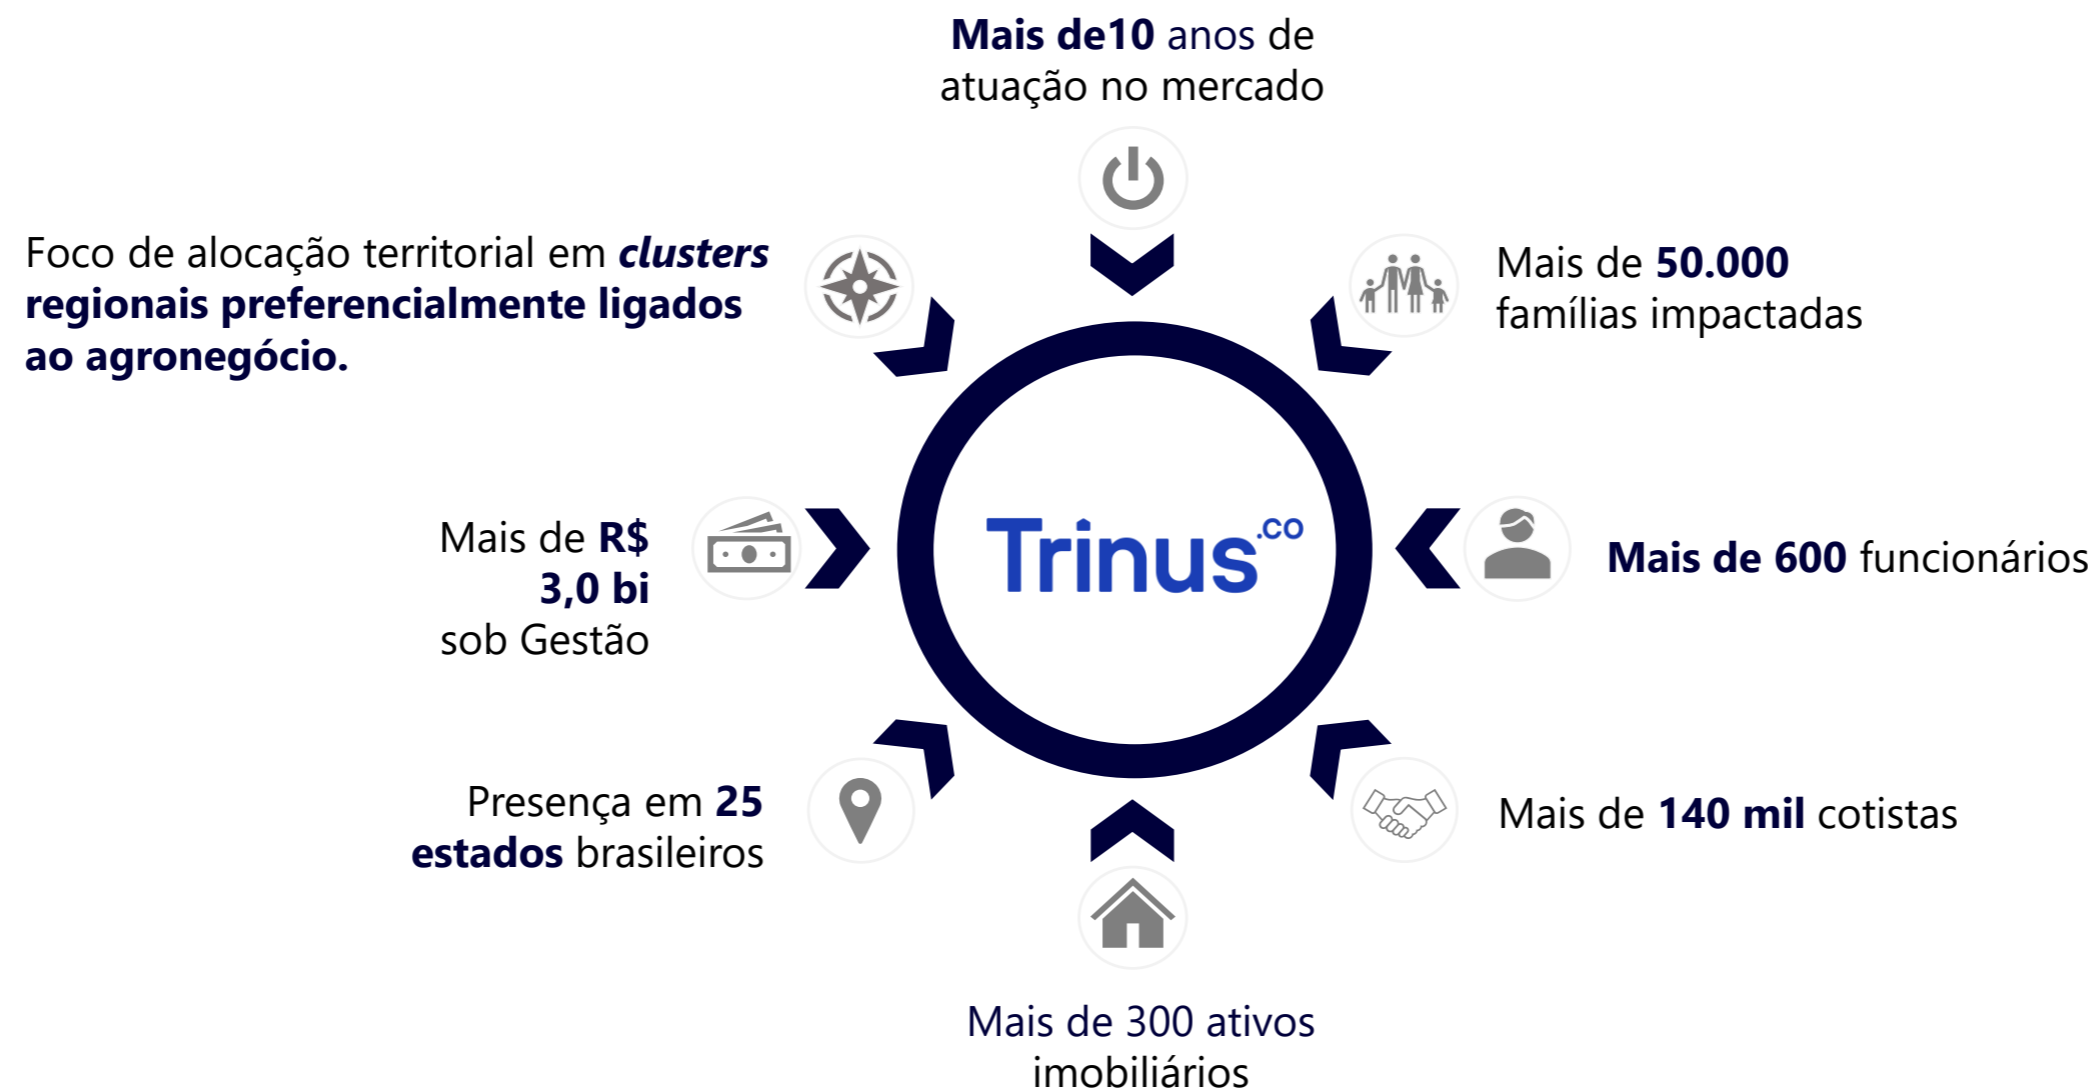 Mais de10 anos de
atuação no mercado
Foco de alocação territorial em clusters
regionais preferencialmente ligados
ao agronegócio.
Mais de 50.000
famílias impactadas
Mais de R$
3,0 bi
sob Gestão
Trinus.co
Mais de 600 funcionários
Presença em 25
estados brasileiros
Mais de 140 mil cotistas
Mais de 300 ativos
imobiliários